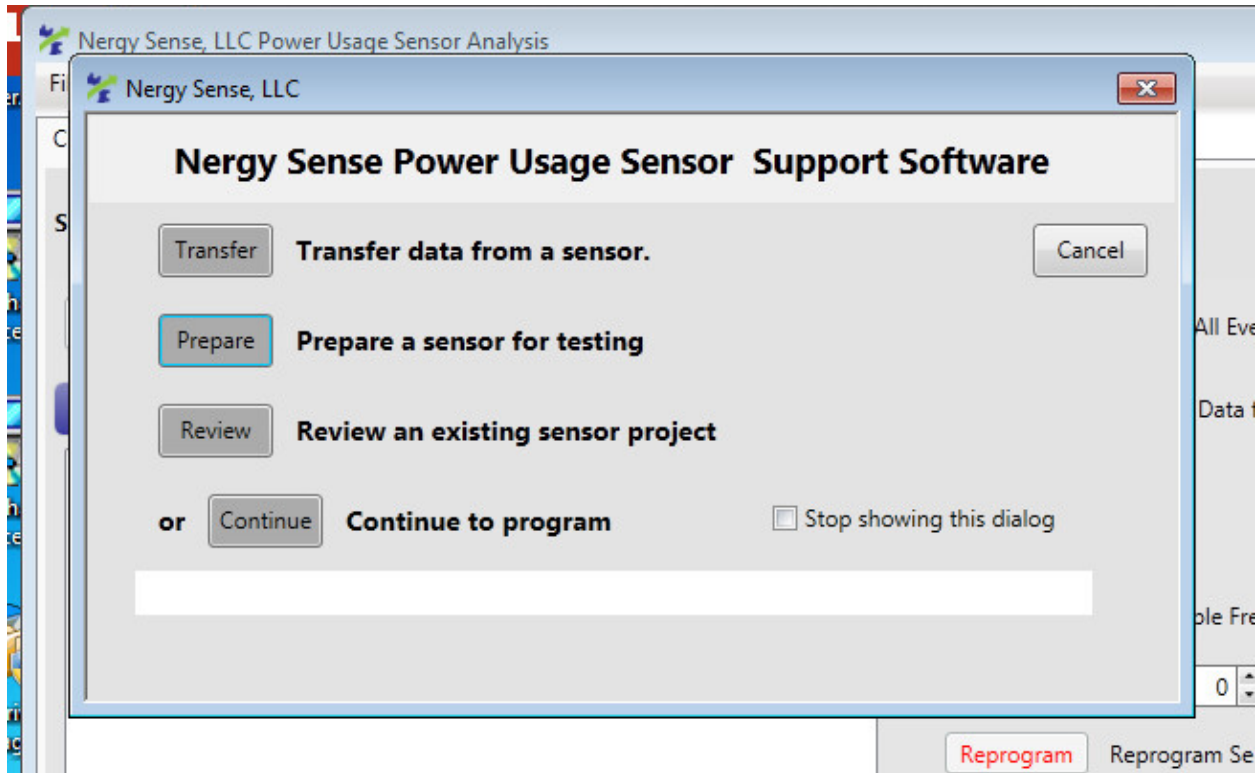 Nergy Sense, LLC Power Usage Sensor Analysis
Nergy Sense, LLC
Nergy Sense Power Usage Sensor Support Software
Transfer Transfer data from a sensor.
Cancel
Prepare Prepare a sensor for testing
All Eve
Review Review an existing sensor project
Data f
or Continue Continue to program
Stop showing this dialog
ple Fre
0
Reprogram Reprogram Se